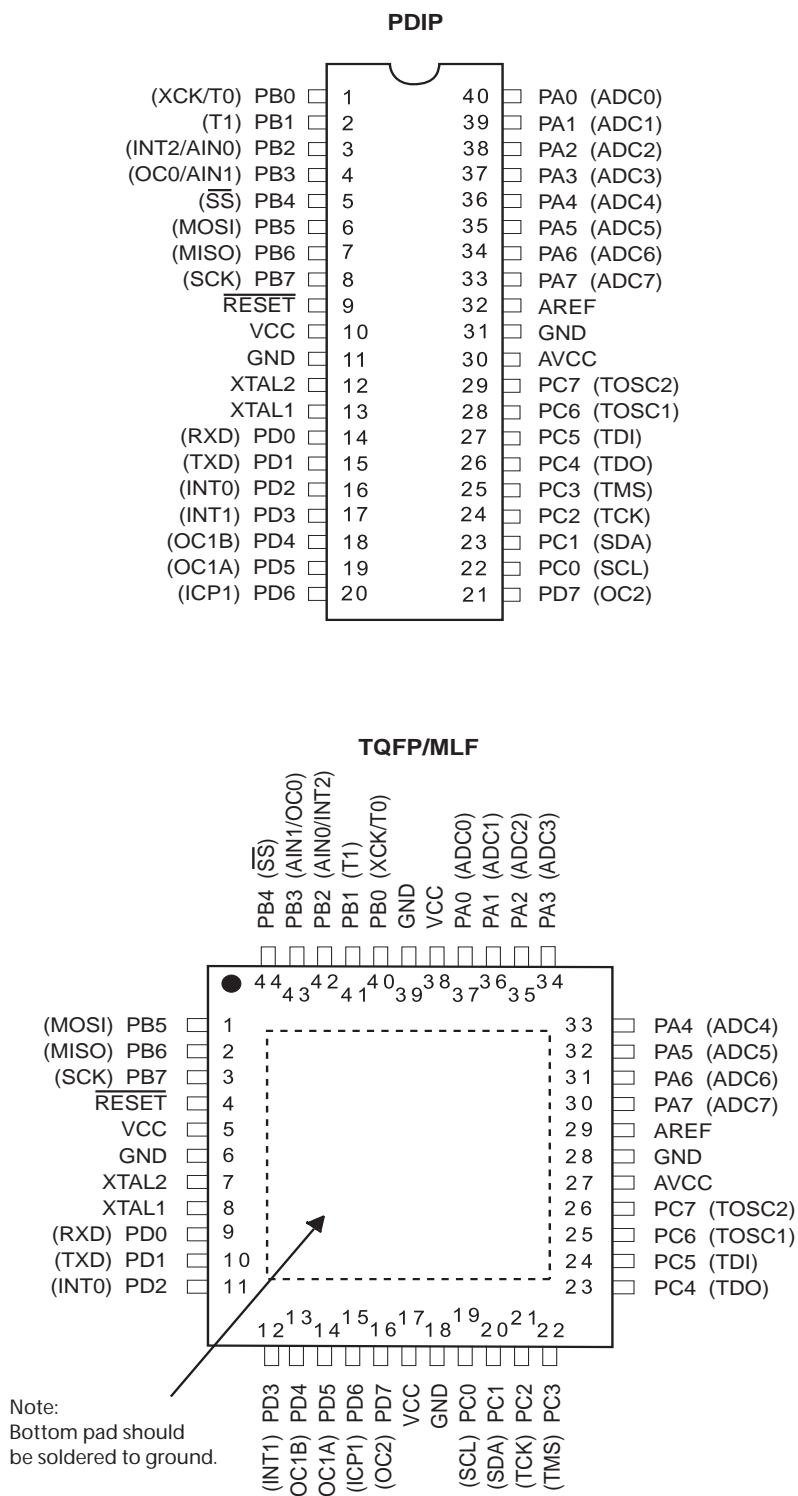 PDIP
(XCK/T0) PB0 1 40 PA0 (ADC0)
(T1) PB1 2 39 PA1 (ADC1)
(INT2/AIN0) PB2 3 38 PA2 (ADC2)
(OC0/AIN1) PB3 4 37 PA3 (ADC3)
(SS) PB4 5 36 PA4 (ADC4)
(MOSI) PB5 6 35 PA5 (ADC5)
(MISO) PB6 7 34 PA6 (ADC6)
(SCK) PB7 8 33 PA7 (ADC7)
RESET 9 32 AREF
VCC 10 31 GND
GND 11 30 AVCC
XTAL2 12 29 PC7 (TOSC2)
XTAL1 13 28 PC6 (TOSC1)
(RXD) PD0 14 27 PC5 (TDI)
(TXD) PD1 15 26 PC4 (TDO)
(INT0) PD2 16 25 PC3 (TMS)
(INT1) PD3 17 24 PC2 (TCK)
(OC1B) PD4 18 23 PC1 (SDA)
(OC1A) PD5 19 22 PC0 (SCL)
(ICP1) PD6 20 21 PD7 (OC2)
TQFP/MLF
PB4 (SS)
PB3 (AIN1/OC0)
PB2 (AIN0/INT2)
PB1 (T1)
PB0 (XCK/T0)
GND
VCC
PA0 (ADC0)
PA1 (ADC1)
PA2 (ADC2)
PA3 (ADC3)
44 43 42 41 40 39 38 37 36 35 34
(MOSI) PB5 1 33 PA4 (ADC4)
(MISO) PB6 2 32 PA5 (ADC5)
(SCK) PB7 3 31 PA6 (ADC6)
RESET 4 30 PA7 (ADC7)
VCC 5 29 AREF
GND 6 28 GND
XTAL2 7 27 AVCC
XTAL1 8 26 PC7 (TOSC2)
(RXD) PD0 9 25 PC6 (TOSC1)
(TXD) PD1 10 24 PC5 (TDI)
(INT0) PD2 11 23 PC4 (TDO)
12 13 14 15 16 17 18 19 20 21 22
(INT1) PD3
OC1B) PD4
OC1A) PD5
(ICP1) PD6
(OC2) PD7
VCC
GND
(SCL) PC0
(SDA) PC1
(TCK) PC2
(TMS) PC3
Note:
Bottom pad should
be soldered to ground.